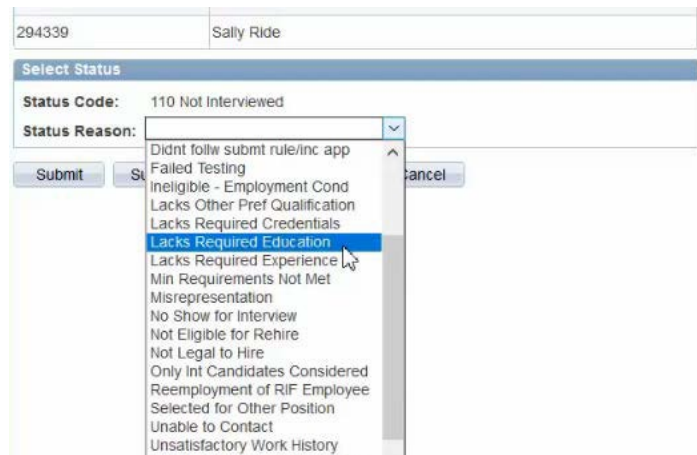 294339 Sally Ride
Select Status
Status Code: 110 Not Interviewed
Status Reason:
Didnt follw submt rule/inc app
Failed Testing
Ineligible - Employment Cond
Lacks Other Pref Qualification
Lacks Required Credentials
Lacks Required Education
Lacks Required Experience
Min Requirements Not Met
Misrepresentation
No Show for Interview
Not Eligible for Rehire
Not Legal to Hire
Only Int Candidates Considered
Reemployment of RIF Employee
Selected for Other Position
Unable to Contact
Unsatisfactory Work History
Submit